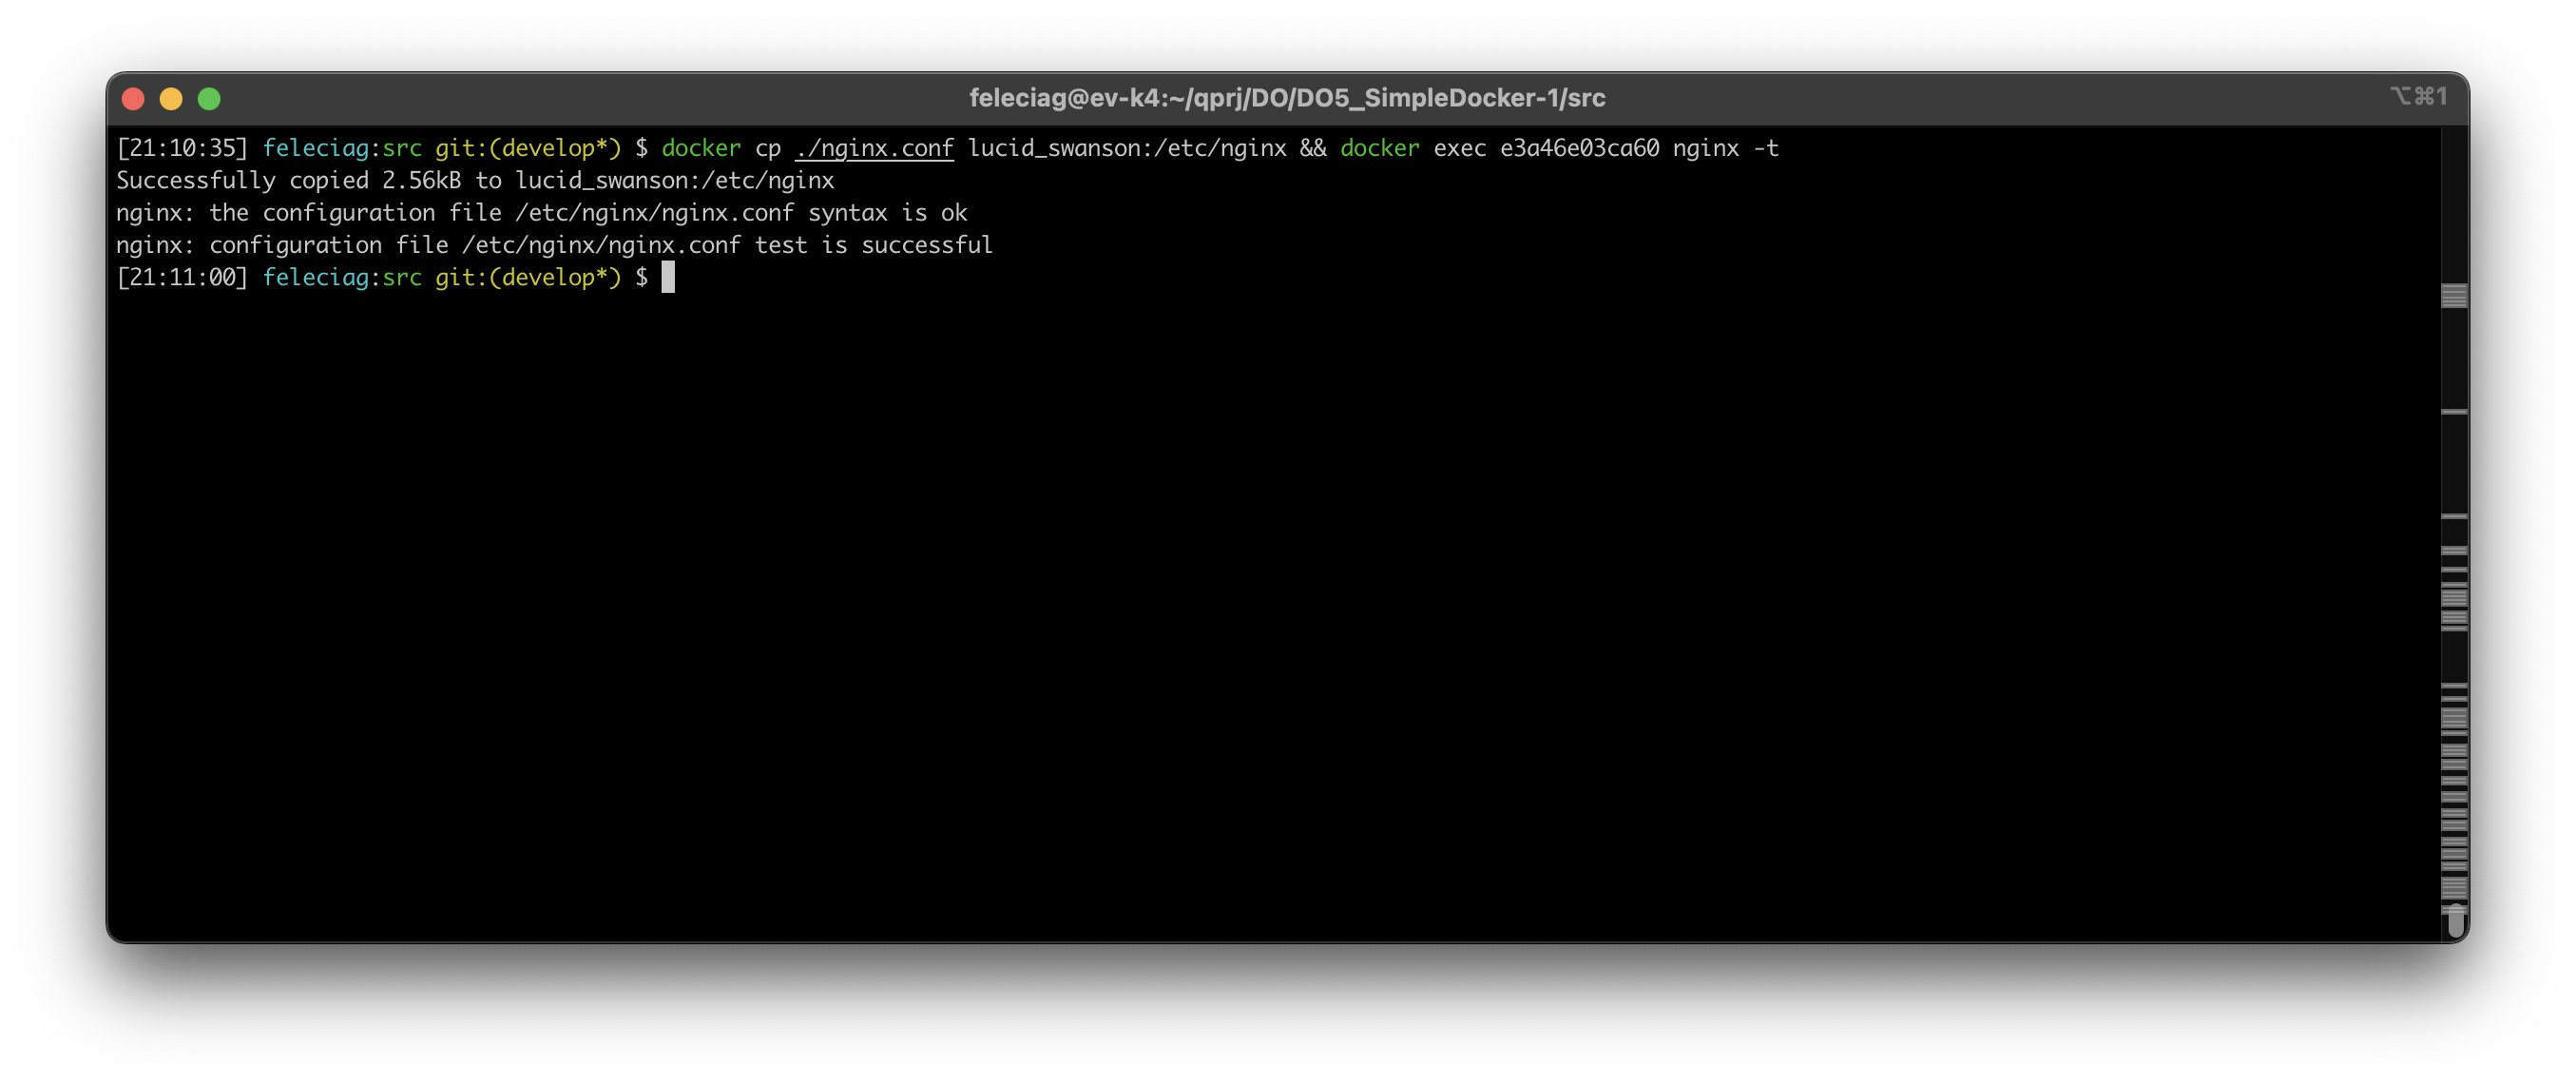 feleciag@ev-k4:~/qprj/DO/DO5_SimpleDocker-1/src
⌥⌘1
[21:10:35] feleciag:src git:(develop*) $ docker cp ./nginx.conf lucid_swanson:/etc/nginx && docker exec e3a46e03ca60 nginx -t
Successfully copied 2.56kB to lucid_swanson:/etc/nginx
nginx: the configuration file /etc/nginx/nginx.conf syntax is ok
nginx: configuration file /etc/nginx/nginx.conf test is successful
[21:11:00] feleciag:src git:(develop*) $